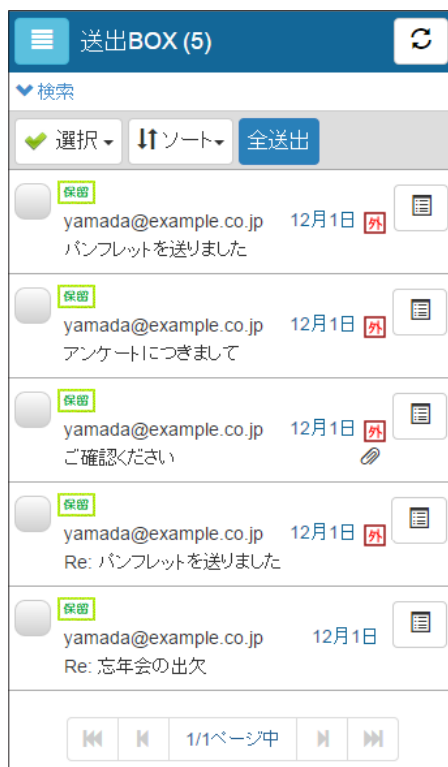 送出BOX (5)
検索
選択
ソート
全送出
保留
yamada@example.co.jp 12月1日 外
パンフレットを送りました
保留
yamada@example.co.jp 12月1日 外
アンケートにつきまして
保留
yamada@example.co.jp 12月1日 外
ご確認ください
保留
yamada@example.co.jp 12月1日 外
Re: パンフレットを送りました
保留
yamada@example.co.jp 12月1日
Re: 忘年会の出欠
1/1ページ中